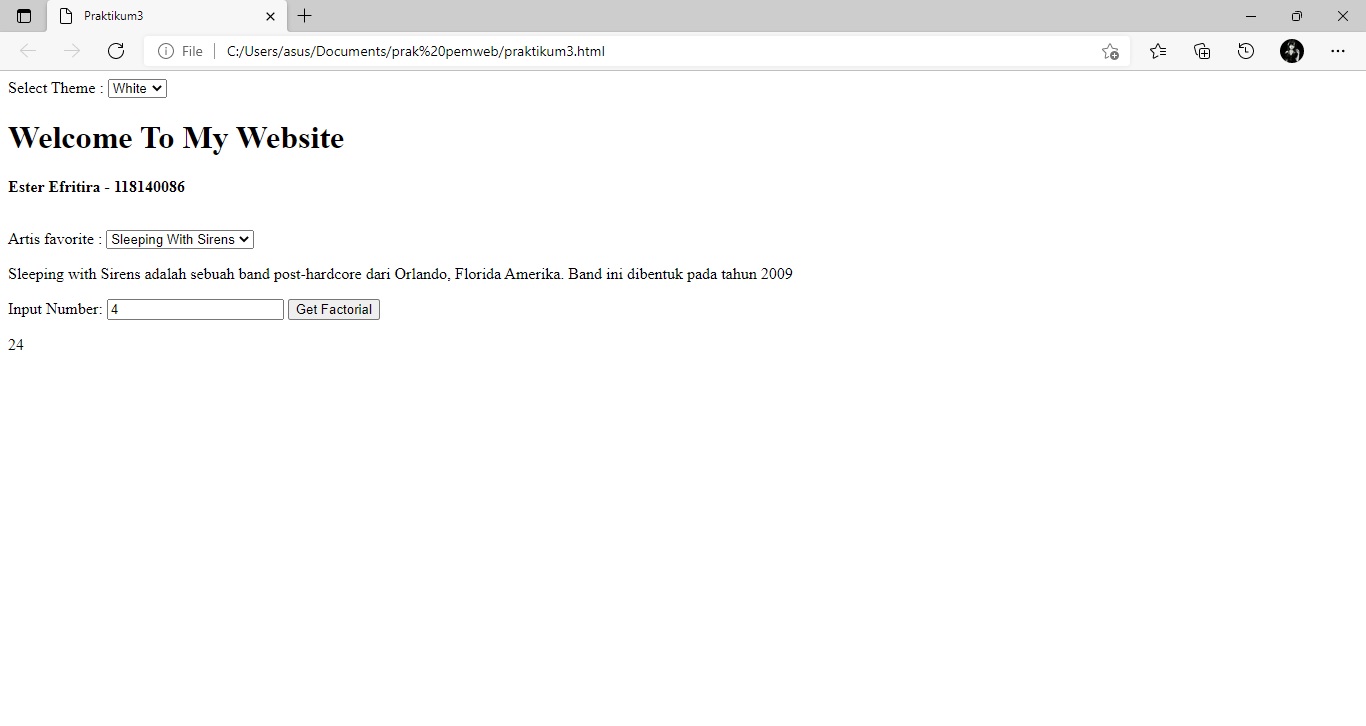 Praktikum3
File C:/Users/asus/Documents/prak%20pemweb/praktikum3.html
Select Theme : White
Welcome To My Website
Ester Efritira - 118140086
Artis favorite : Sleeping With Sirens
Sleeping with Sirens adalah sebuah band post-hardcore dari Orlando, Florida Amerika. Band ini dibentuk pada tahun 2009
Input Number: 4 Get Factorial
24